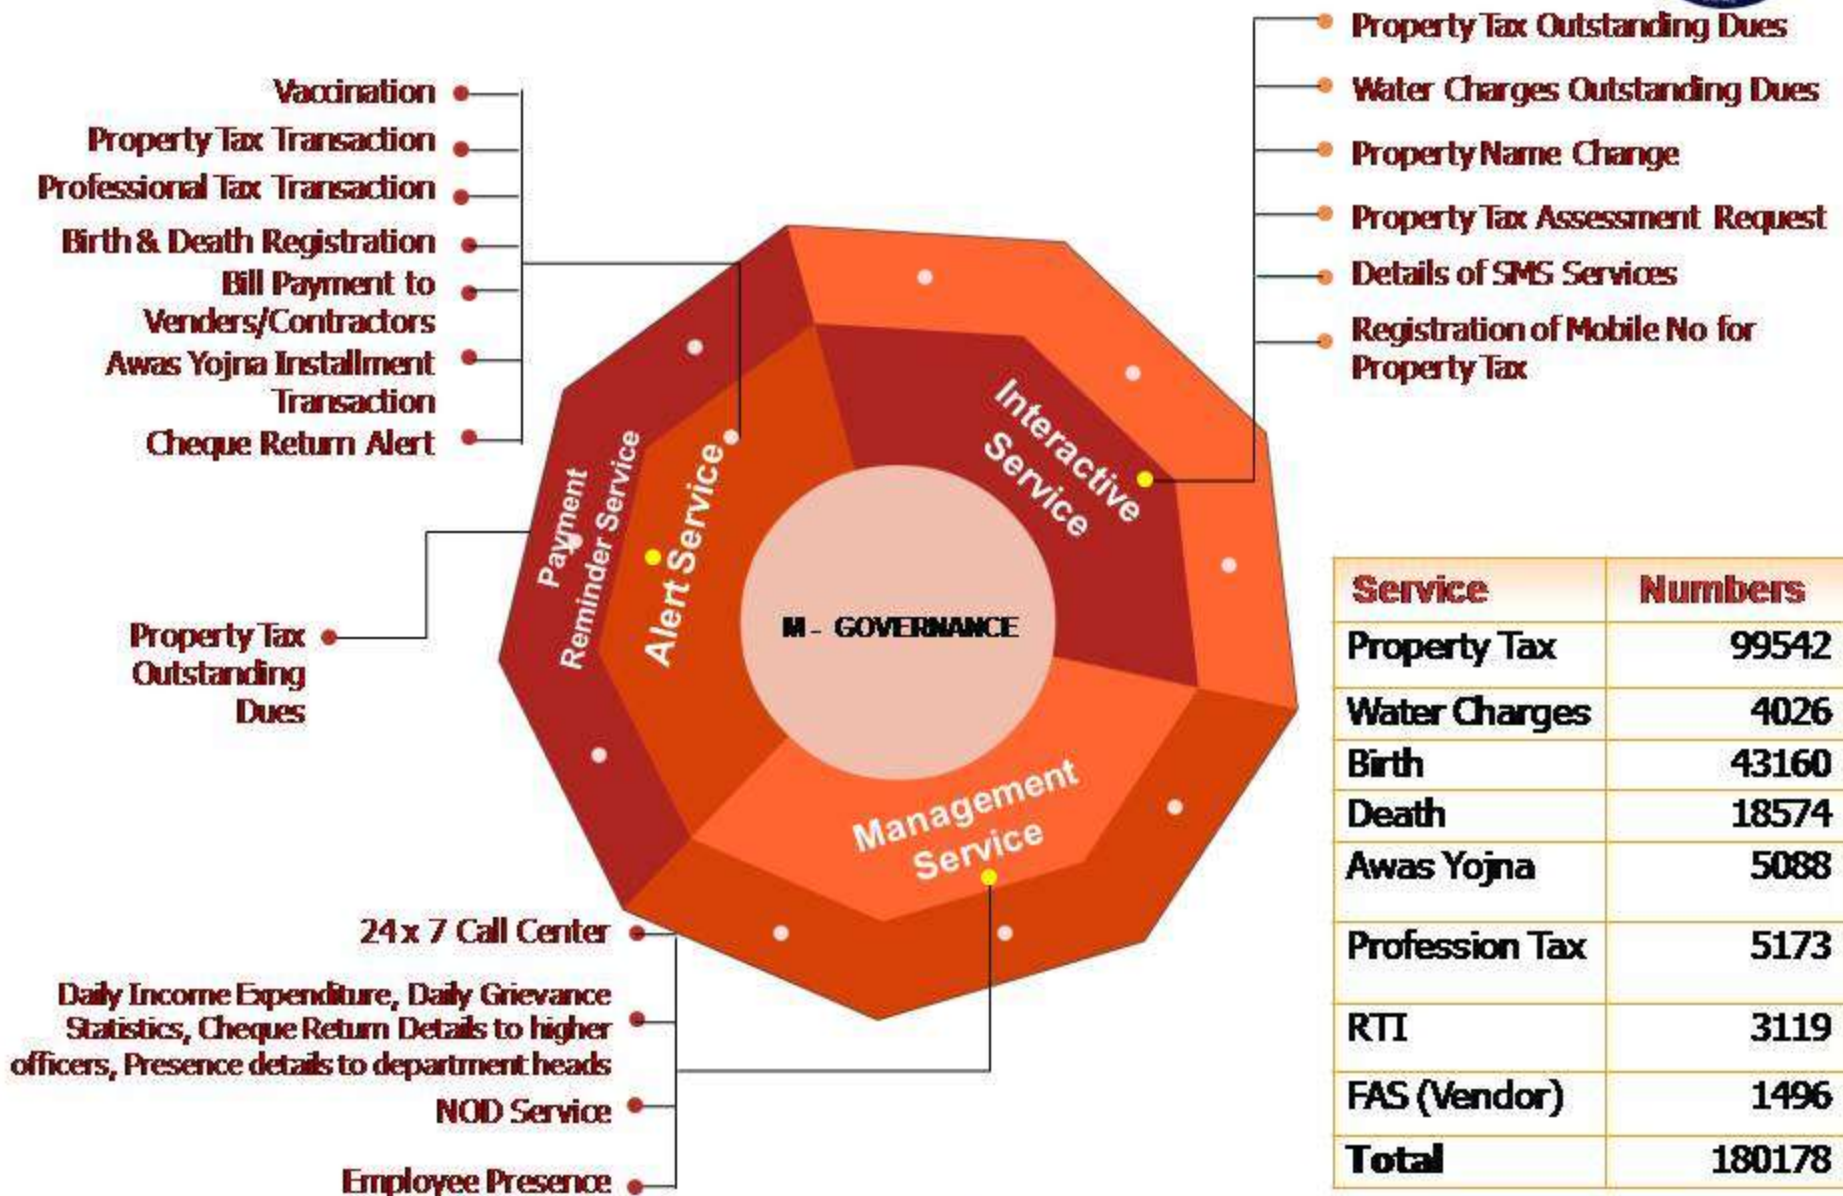 Vaccination
Property Tax Transaction
Professional Tax Transaction
Birth & Death Registration
Bill Payment to
Venders/Contractors
Awas Yojna Installment
Transaction
Cheque Return Alert
Property Tax
Outstanding
Dues
Property Tax Outstanding Dues
Water Charges Outstanding Dues
Property Name Change
Property Tax Assessment Request
Details of SMS Services
Registration of Mobile No for
Property Tax
Payment
Reminder Service
Alert Service
Interactive
Service
M - GOVERNANCE
Management
Service
24 x 7 Call Center
Daily Income Expenditure, Daily Grievance
Statistics, Cheque Return Details to higher
officers, Presence details to department heads
NOD Service
Employee Presence
Service Numbers
Property Tax 99542
Water Charges 4026
Birth 43160
Death 18574
Awas Yojna 5088
Profession Tax 5173
RTI 3119
FAS (Vendor) 1496
Total 180178